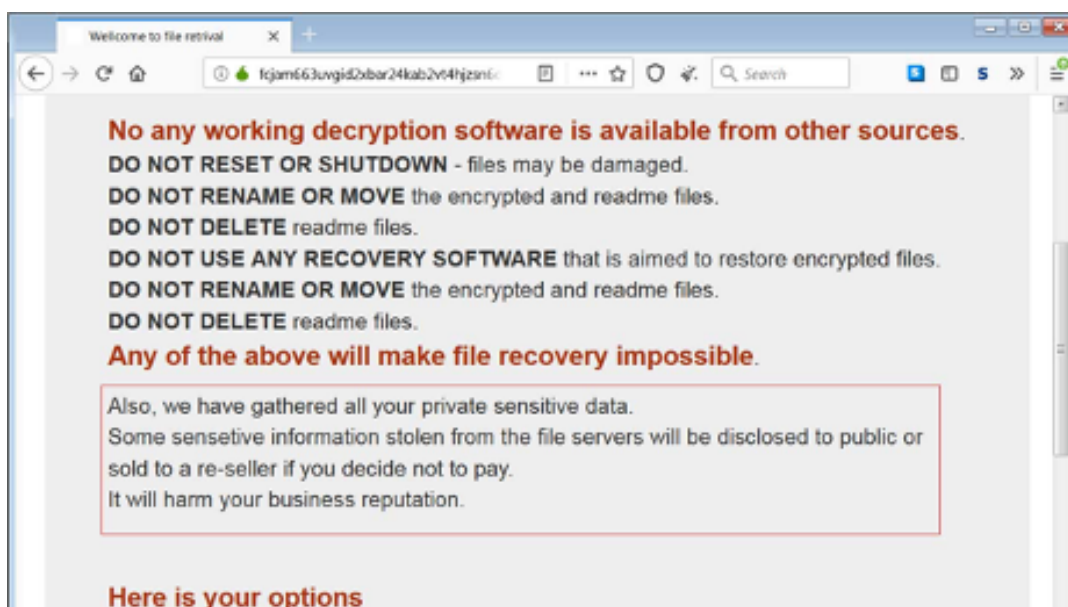 Wellcome to file retrival
Search
S
No any working decryption software is available from other sources.
DO NOT RESET OR SHUTDOWN - files may be damaged.
DO NOT RENAME OR MOVE the encrypted and readme files.
DO NOT DELETE readme files.
DO NOT USE ANY RECOVERY SOFTWARE that is aimed to restore encrypted files.
DO NOT RENAME OR MOVE the encrypted and readme files.
DO NOT DELETE readme files.
Any of the above will make file recovery impossible.
Also, we have gathered all your private sensitive data.
Some sensetive information stolen from the file servers will be disclosed to public or
sold to a re-seller if you decide not to pay.
It will harm your business reputation.
Here is your options